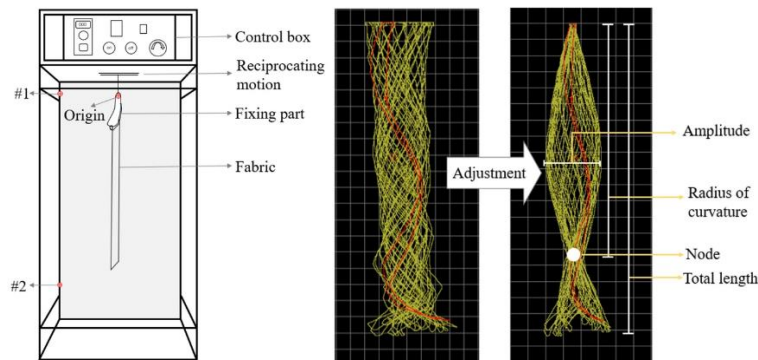 Control box
Reciprocating
motion
#1
Origin
Fixing part
Fabric
#2
Adjustment
Amplitude
Radius of
curvature
Node
Total length